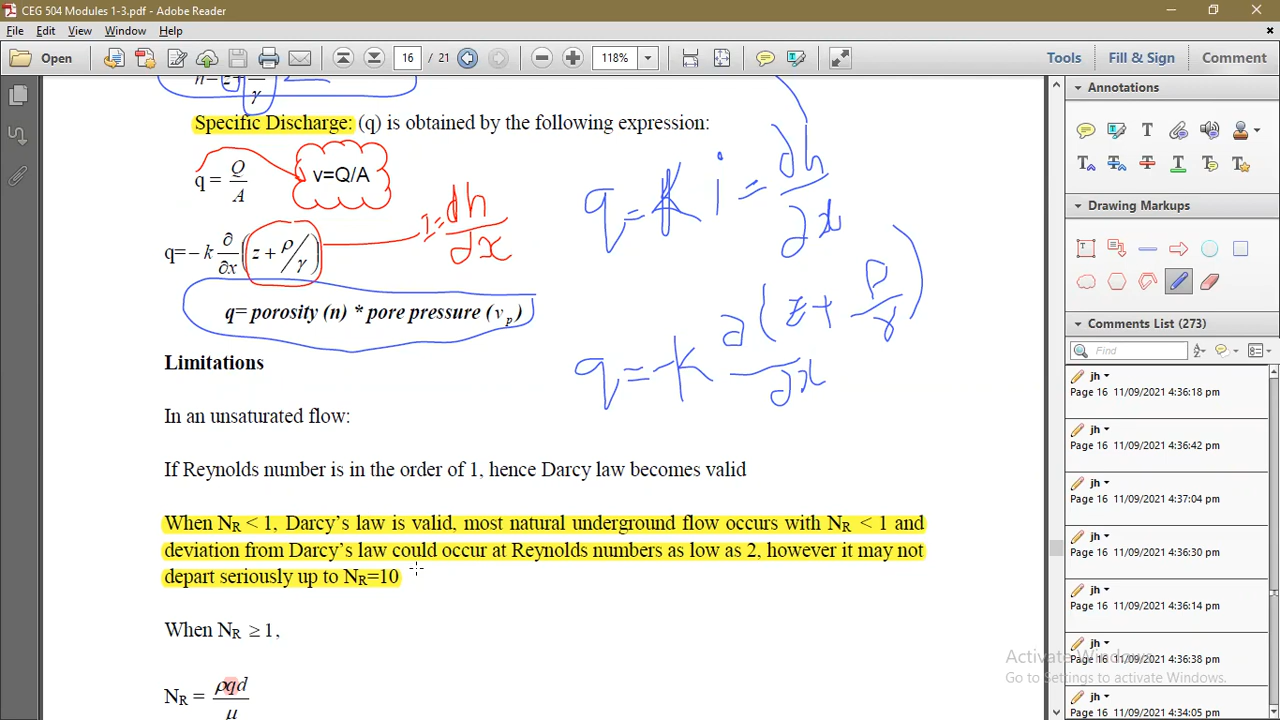 CEG 504 Modules 1-3.pdf - Adobe Reader
File Edit View Window Help
Open 16 / 21 118% Tools Fill & Sign Comment
h= z+ — γ
Specific Discharge: (q) is obtained by the following expression:
q = Q/A
v=Q/A
q=− k ∂/∂x (z + ρ/γ)
I= dh/dx
q= porosity (n) * pore pressure (v p)
q = k i = ∂h/∂x
q = k ∂(z+ P/γ)/∂x
Limitations
In an unsaturated flow:
If Reynolds number is in the order of 1, hence Darcy law becomes valid
When NR < 1, Darcy's law is valid, most natural underground flow occurs with NR < 1 and
deviation from Darcy's law could occur at Reynolds numbers as low as 2, however it may not
depart seriously up to NR=10
When NR ≥ 1,
NR = ρqd/μ
Annotations
Drawing Markups
Comments List (273)
Find
jh
Page 16 11/09/2021 4:36:18 pm
jh
Page 16 11/09/2021 4:36:42 pm
jh
Page 16 11/09/2021 4:37:04 pm
jh
Page 16 11/09/2021 4:36:30 pm
jh
Page 16 11/09/2021 4:36:14 pm
jh
Page 16 11/09/2021 4:36:38 pm
jh
Page 16 11/09/2021 4:34:05 pm
Activate Windows
Go to Settings to activate Windows.